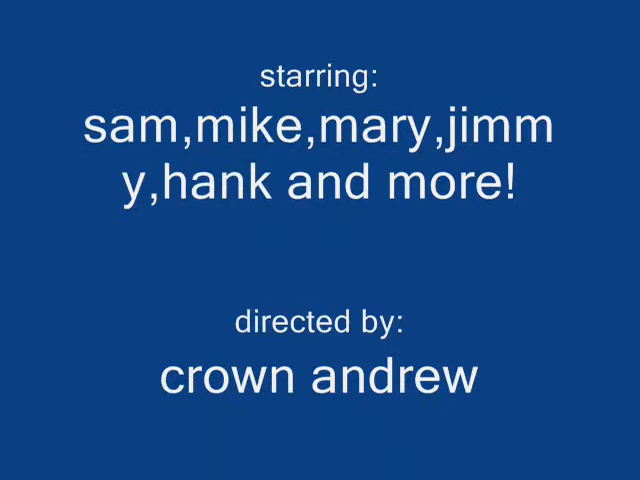 starring:
sam,mike,mary,jimm
y,hank and more!
directed by:
crown andrew